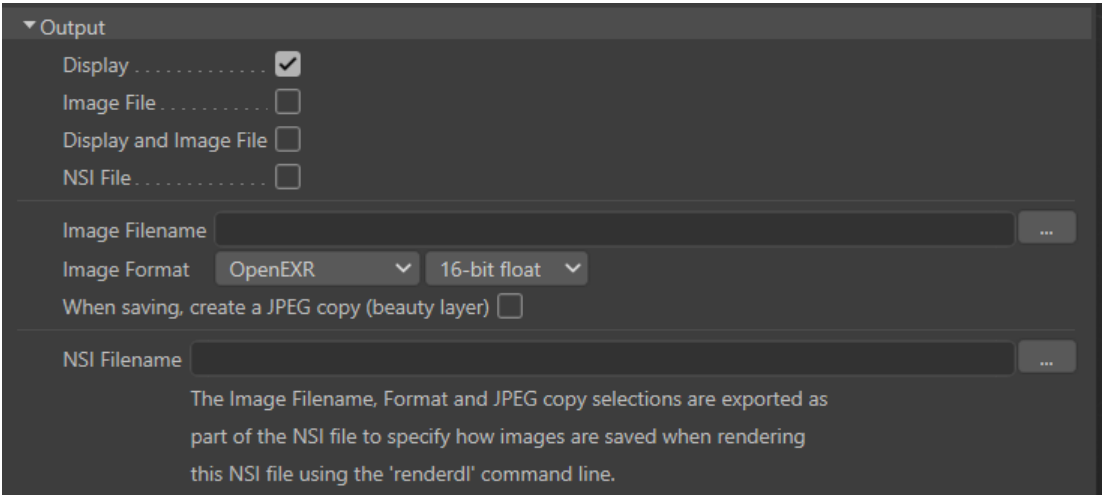 Output
Display . . . . . . . . . . . . .
Image File . . . . . . . . . . .
Display and Image File
NSI File . . . . . . . . . . . . .
Image Filename ...
Image Format OpenEXR 16-bit float
When saving, create a JPEG copy (beauty layer)
NSI Filename ...
The Image Filename, Format and JPEG copy selections are exported as
part of the NSI file to specify how images are saved when rendering
this NSI file using the 'renderdl' command line.